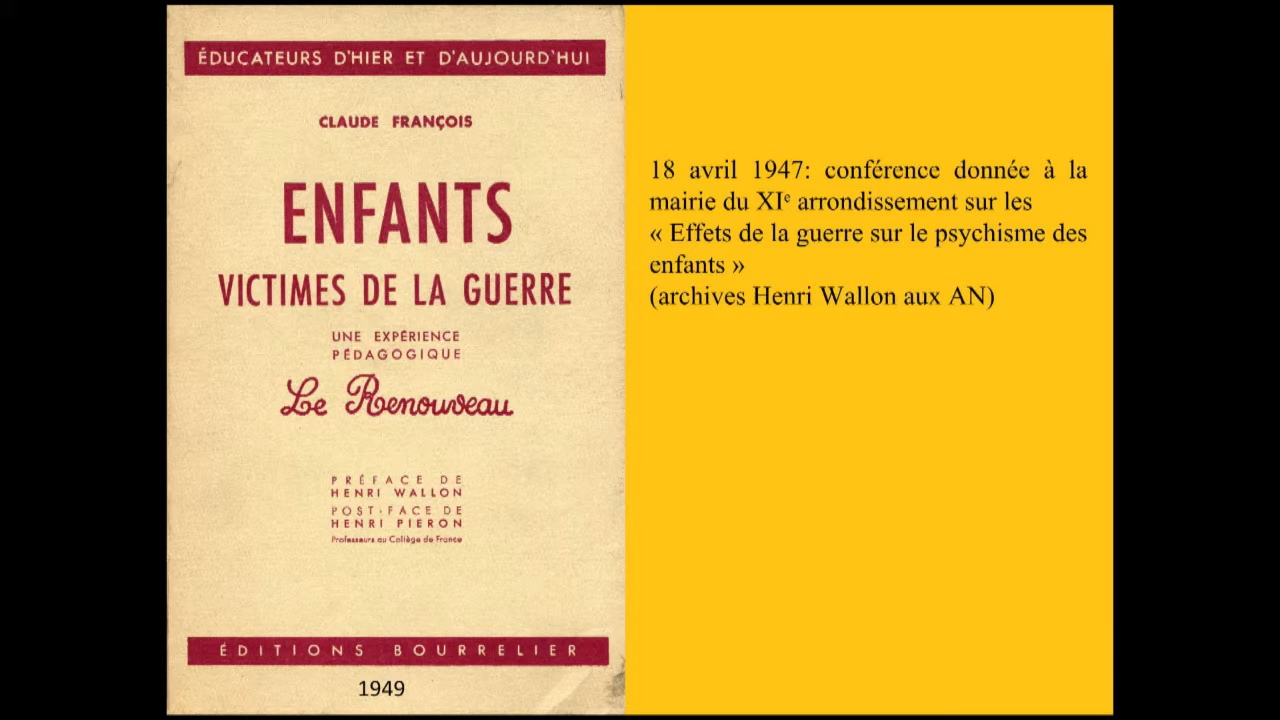 ÉDUCATEURS D'HIER ET D'AUJOURD'HUI
CLAUDE FRANÇOIS
ENFANTS
VICTIMES DE LA GUERRE
UNE EXPÉRIENCE
PÉDAGOGIQUE
Le Renouveau
PRÉFACE DE
HENRI WALLON
POST-FACE DE
HENRI PIERON
Professeurs au Collège de France
ÉDITIONS BOURRELIER
1949
18 avril 1947: conférence donnée à la
mairie du XIe arrondissement sur les
« Effets de la guerre sur le psychisme des
enfants »
(archives Henri Wallon aux AN)